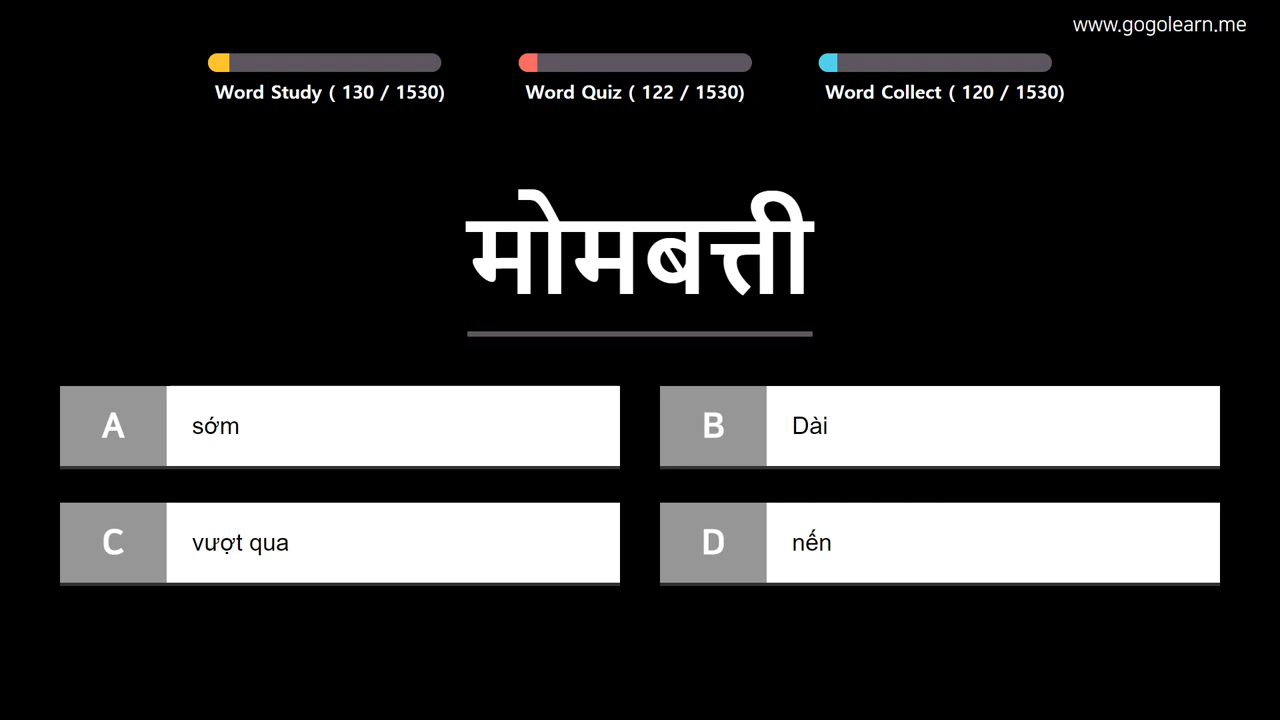 www.gogolearn.me
Word Study ( 130 / 1530)
Word Quiz ( 122 / 1530)
Word Collect ( 120 / 1530)
मोमबत्ती
A sớm
B Dài
C vượt qua
D nến